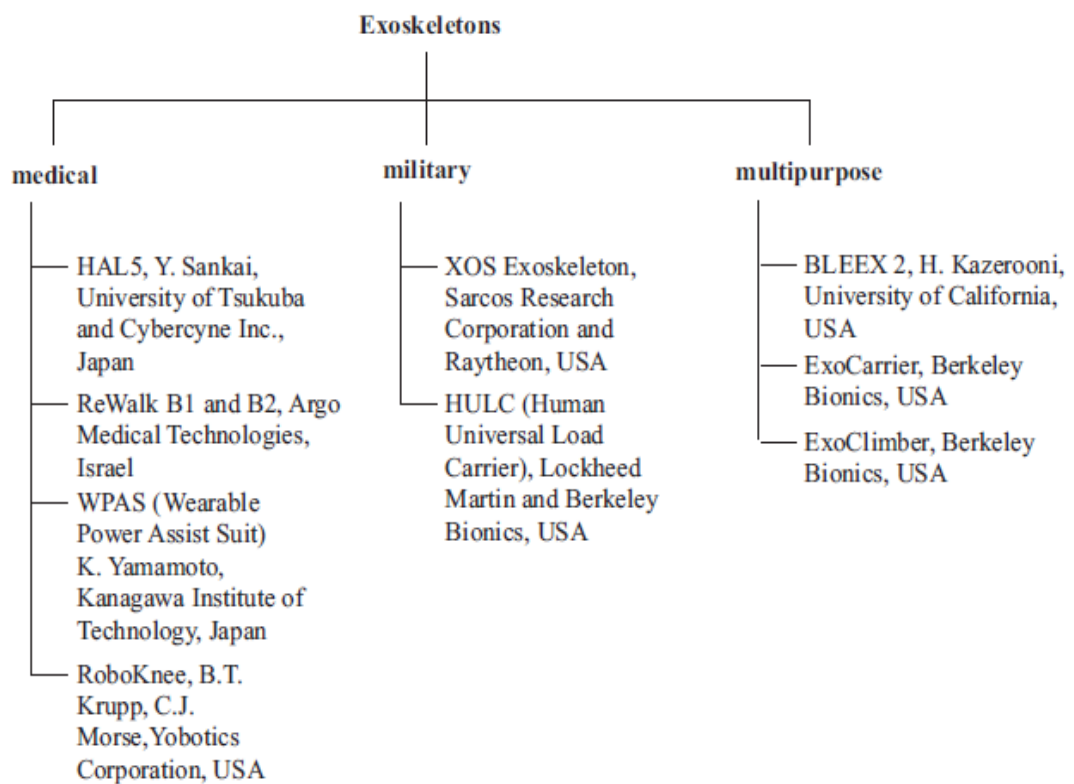 Exoskeletons
medical
HAL5, Y. Sankai,
University of Tsukuba
and Cybercyne Inc.,
Japan
ReWalk B1 and B2, Argo
Medical Technologies,
Israel
WPAS (Wearable
Power Assist Suit)
K. Yamamoto,
Kanagawa Institute of
Technology, Japan
RoboKnee, B.T.
Krupp, C.J.
Morse,Yobotics
Corporation, USA
military
XOS Exoskeleton,
Sarcos Research
Corporation and
Raytheon, USA
HULC (Human
Universal Load
Carrier), Lockheed
Martin and Berkeley
Bionics, USA
multipurpose
BLEEX 2, H. Kazerooni,
University of California,
USA
ExoCarrier, Berkeley
Bionics, USA
ExoClimber, Berkeley
Bionics, USA